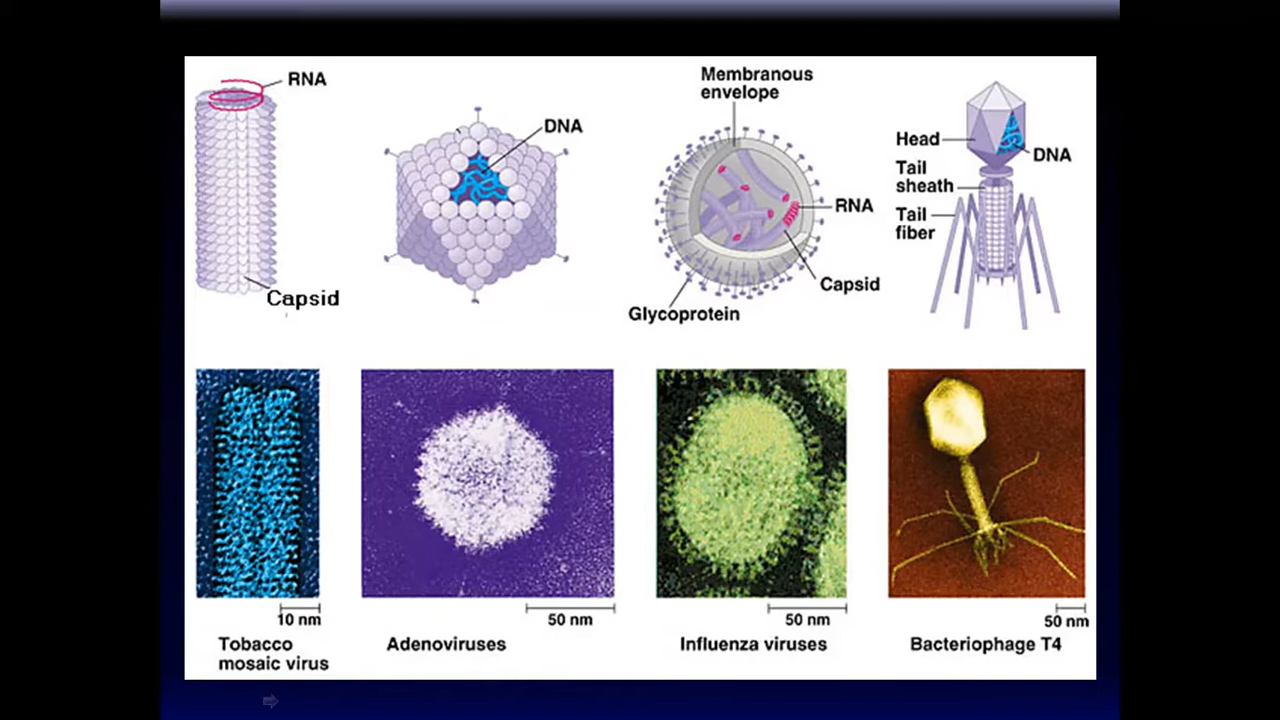 RNA
Capsid
DNA
Membranous
envelope
RNA
Capsid
Glycoprotein
Head
DNA
Tail
sheath
Tail
fiber
10 nm
50 nm
50 nm
50 nm
Tobacco
mosaic virus
Adenoviruses
Influenza viruses
Bacteriophage T4